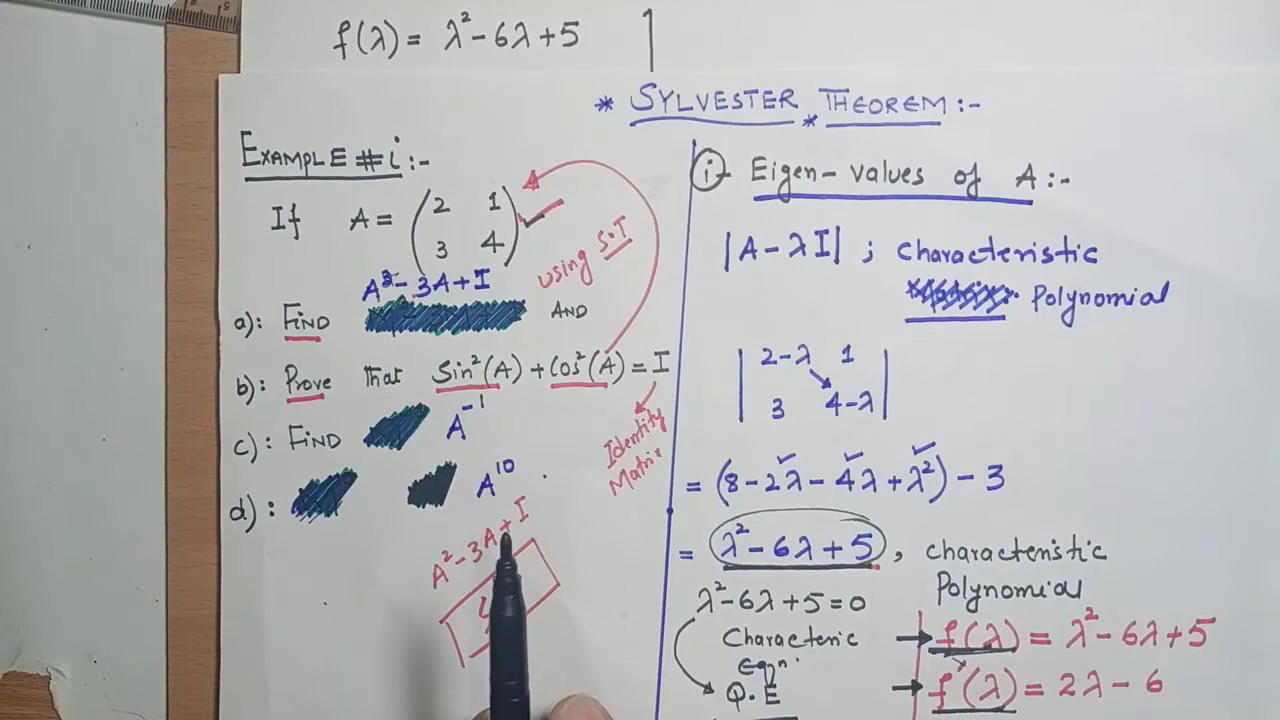 f(λ) = λ² - 6λ + 5
* SYLVESTER * THEOREM :-
EXAMPLE # i :-
If A = ( 2 1
3 4 )
using S.T
A² - 3A + I
a): FIND AND
b): Prove that Sin²(A) + Cos²(A) = I
Identity
Matrix
c): FIND A⁻¹
d): A¹⁰ .
A² - 3A + I
i Eigen-values of A :-
|A - λI| ; Characteristic
Polynomial
| 2-λ 1 |
| 3 4-λ |
= (8 - 2λ - 4λ + λ²) - 3
= λ² - 6λ + 5 , characteristic
Polynomial
λ² - 6λ + 5 = 0
Characteric
Eqn.
Q.E
→ f(λ) = λ² - 6λ + 5
→ f'(λ) = 2λ - 6